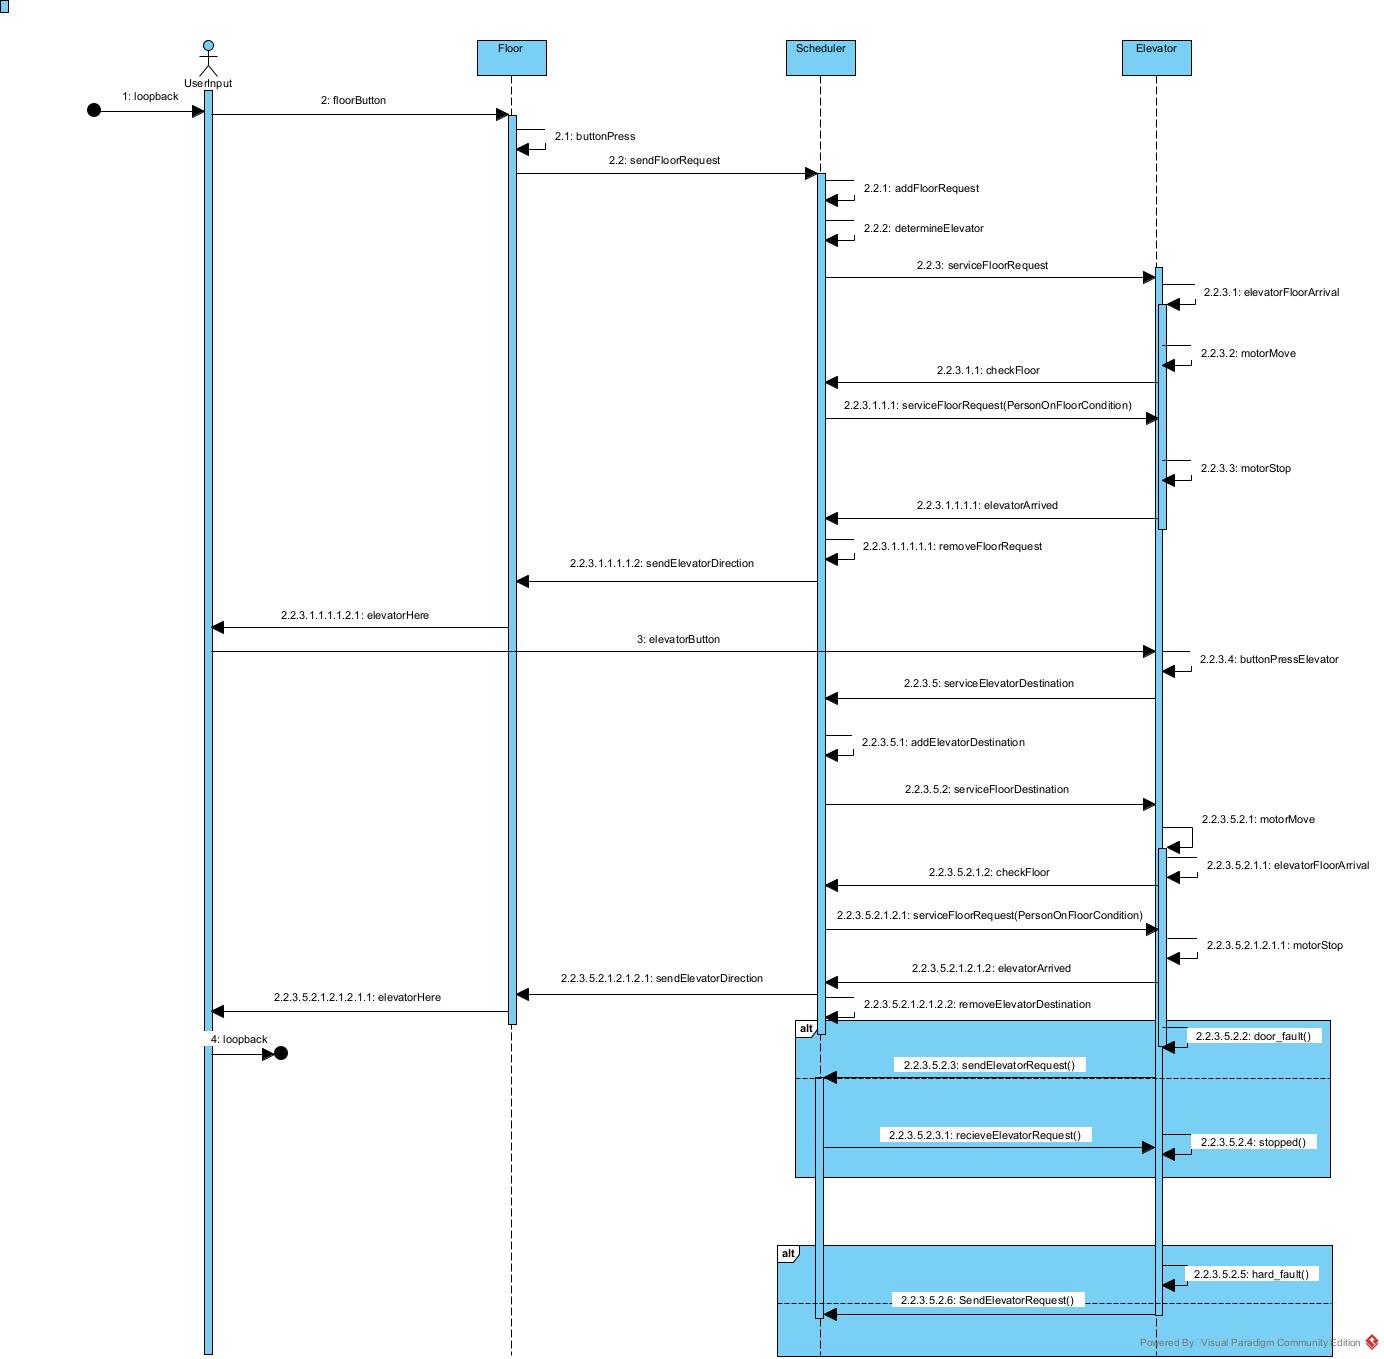 Floor
Scheduler
Elevator
UserInput
1: loopback
2: floorButton
2.1: buttonPress
2.2: sendFloorRequest
2.2.1: addFloorRequest
2.2.2: determineElevator
2.2.3: serviceFloorRequest
2.2.3.1: elevatorFloorArrival
2.2.3.2: motorMove
2.2.3.1.1: checkFloor
2.2.3.1.1.1: serviceFloorRequest(PersonOnFloorCondition)
2.2.3.3: motorStop
2.2.3.1.1.1.1: elevatorArrived
2.2.3.1.1.1.1.1: removeFloorRequest
2.2.3.1.1.1.1.2: sendElevatorDirection
2.2.3.1.1.1.1.2.1: elevatorHere
3: elevatorButton
2.2.3.4: buttonPressElevator
2.2.3.5: serviceElevatorDestination
2.2.3.5.1: addElevatorDestination
2.2.3.5.2: serviceFloorDestination
2.2.3.5.2.1: motorMove
2.2.3.5.2.1.1: elevatorFloorArrival
2.2.3.5.2.1.2: checkFloor
2.2.3.5.2.1.2.1: serviceFloorRequest(PersonOnFloorCondition)
2.2.3.5.2.1.2.1.1: motorStop
2.2.3.5.2.1.2.1.2: elevatorArrived
2.2.3.5.2.1.2.1.2.1: sendElevatorDirection
2.2.3.5.2.1.2.1.2.1.1: elevatorHere
2.2.3.5.2.1.2.1.2.2: removeElevatorDestination
alt
4: loopback
2.2.3.5.2.2: door_fault()
2.2.3.5.2.3: sendElevatorRequest()
2.2.3.5.2.3.1: recieveElevatorRequest()
2.2.3.5.2.4: stopped()
alt
2.2.3.5.2.5: hard_fault()
2.2.3.5.2.6: SendElevatorRequest()
Powered By Visual Paradigm Community Edition